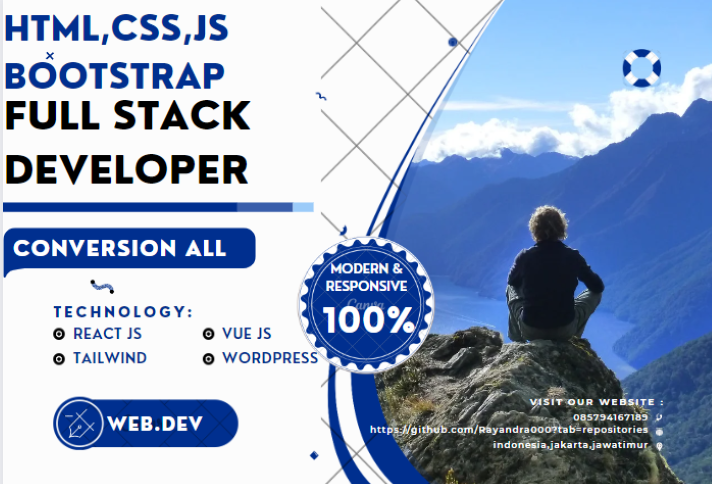 HTML,CSS,JS
BOOTSTRAP
FULL STACK
DEVELOPER
CONVERSION ALL
TECHNOLOGY:
REACT JS
VUE JS
TAILWIND
WORDPRESS
WEB.DEV
MODERN &
RESPONSIVE
Canva
100%
VISIT OUR WEBSITE :
085794167189
https://github.com/Rayandra000?tab=repositories
indonesia,jakarta,jawatimur